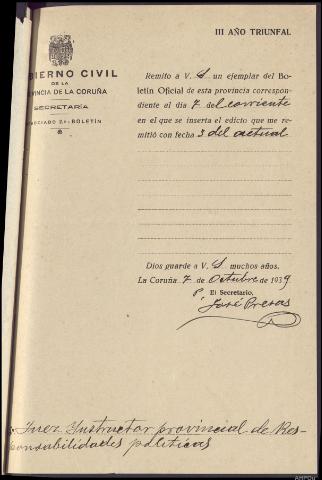 III AÑO TRIUNFAL
BIERNO CIVIL
DE LA
VINCIA DE LA CORUÑA
SECRETARÍA
Remito a V. S. un ejemplar del Bo-
letín Oficial de esta provincia correspon-
diente al día 7 del corriente
en el que se inserta el edicto que me re-
mitió con fecha 3 del actual
Dios guarde a V. S. muchos años.
La Coruña 7 de Octubre de 1939
El Secretario,
José
Juez Instructor provincial de Res-
ponsabilidades políticas